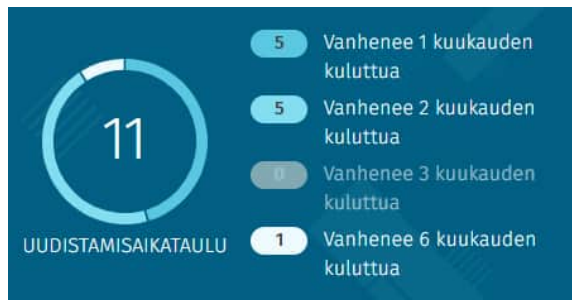 11
UUDISTAMISAIKATAULU
5 Vanhenee 1 kuukauden
kuluttua
5 Vanhenee 2 kuukauden
kuluttua
0 Vanhenee 3 kuukauden
kuluttua
1 Vanhenee 6 kuukauden
kuluttua